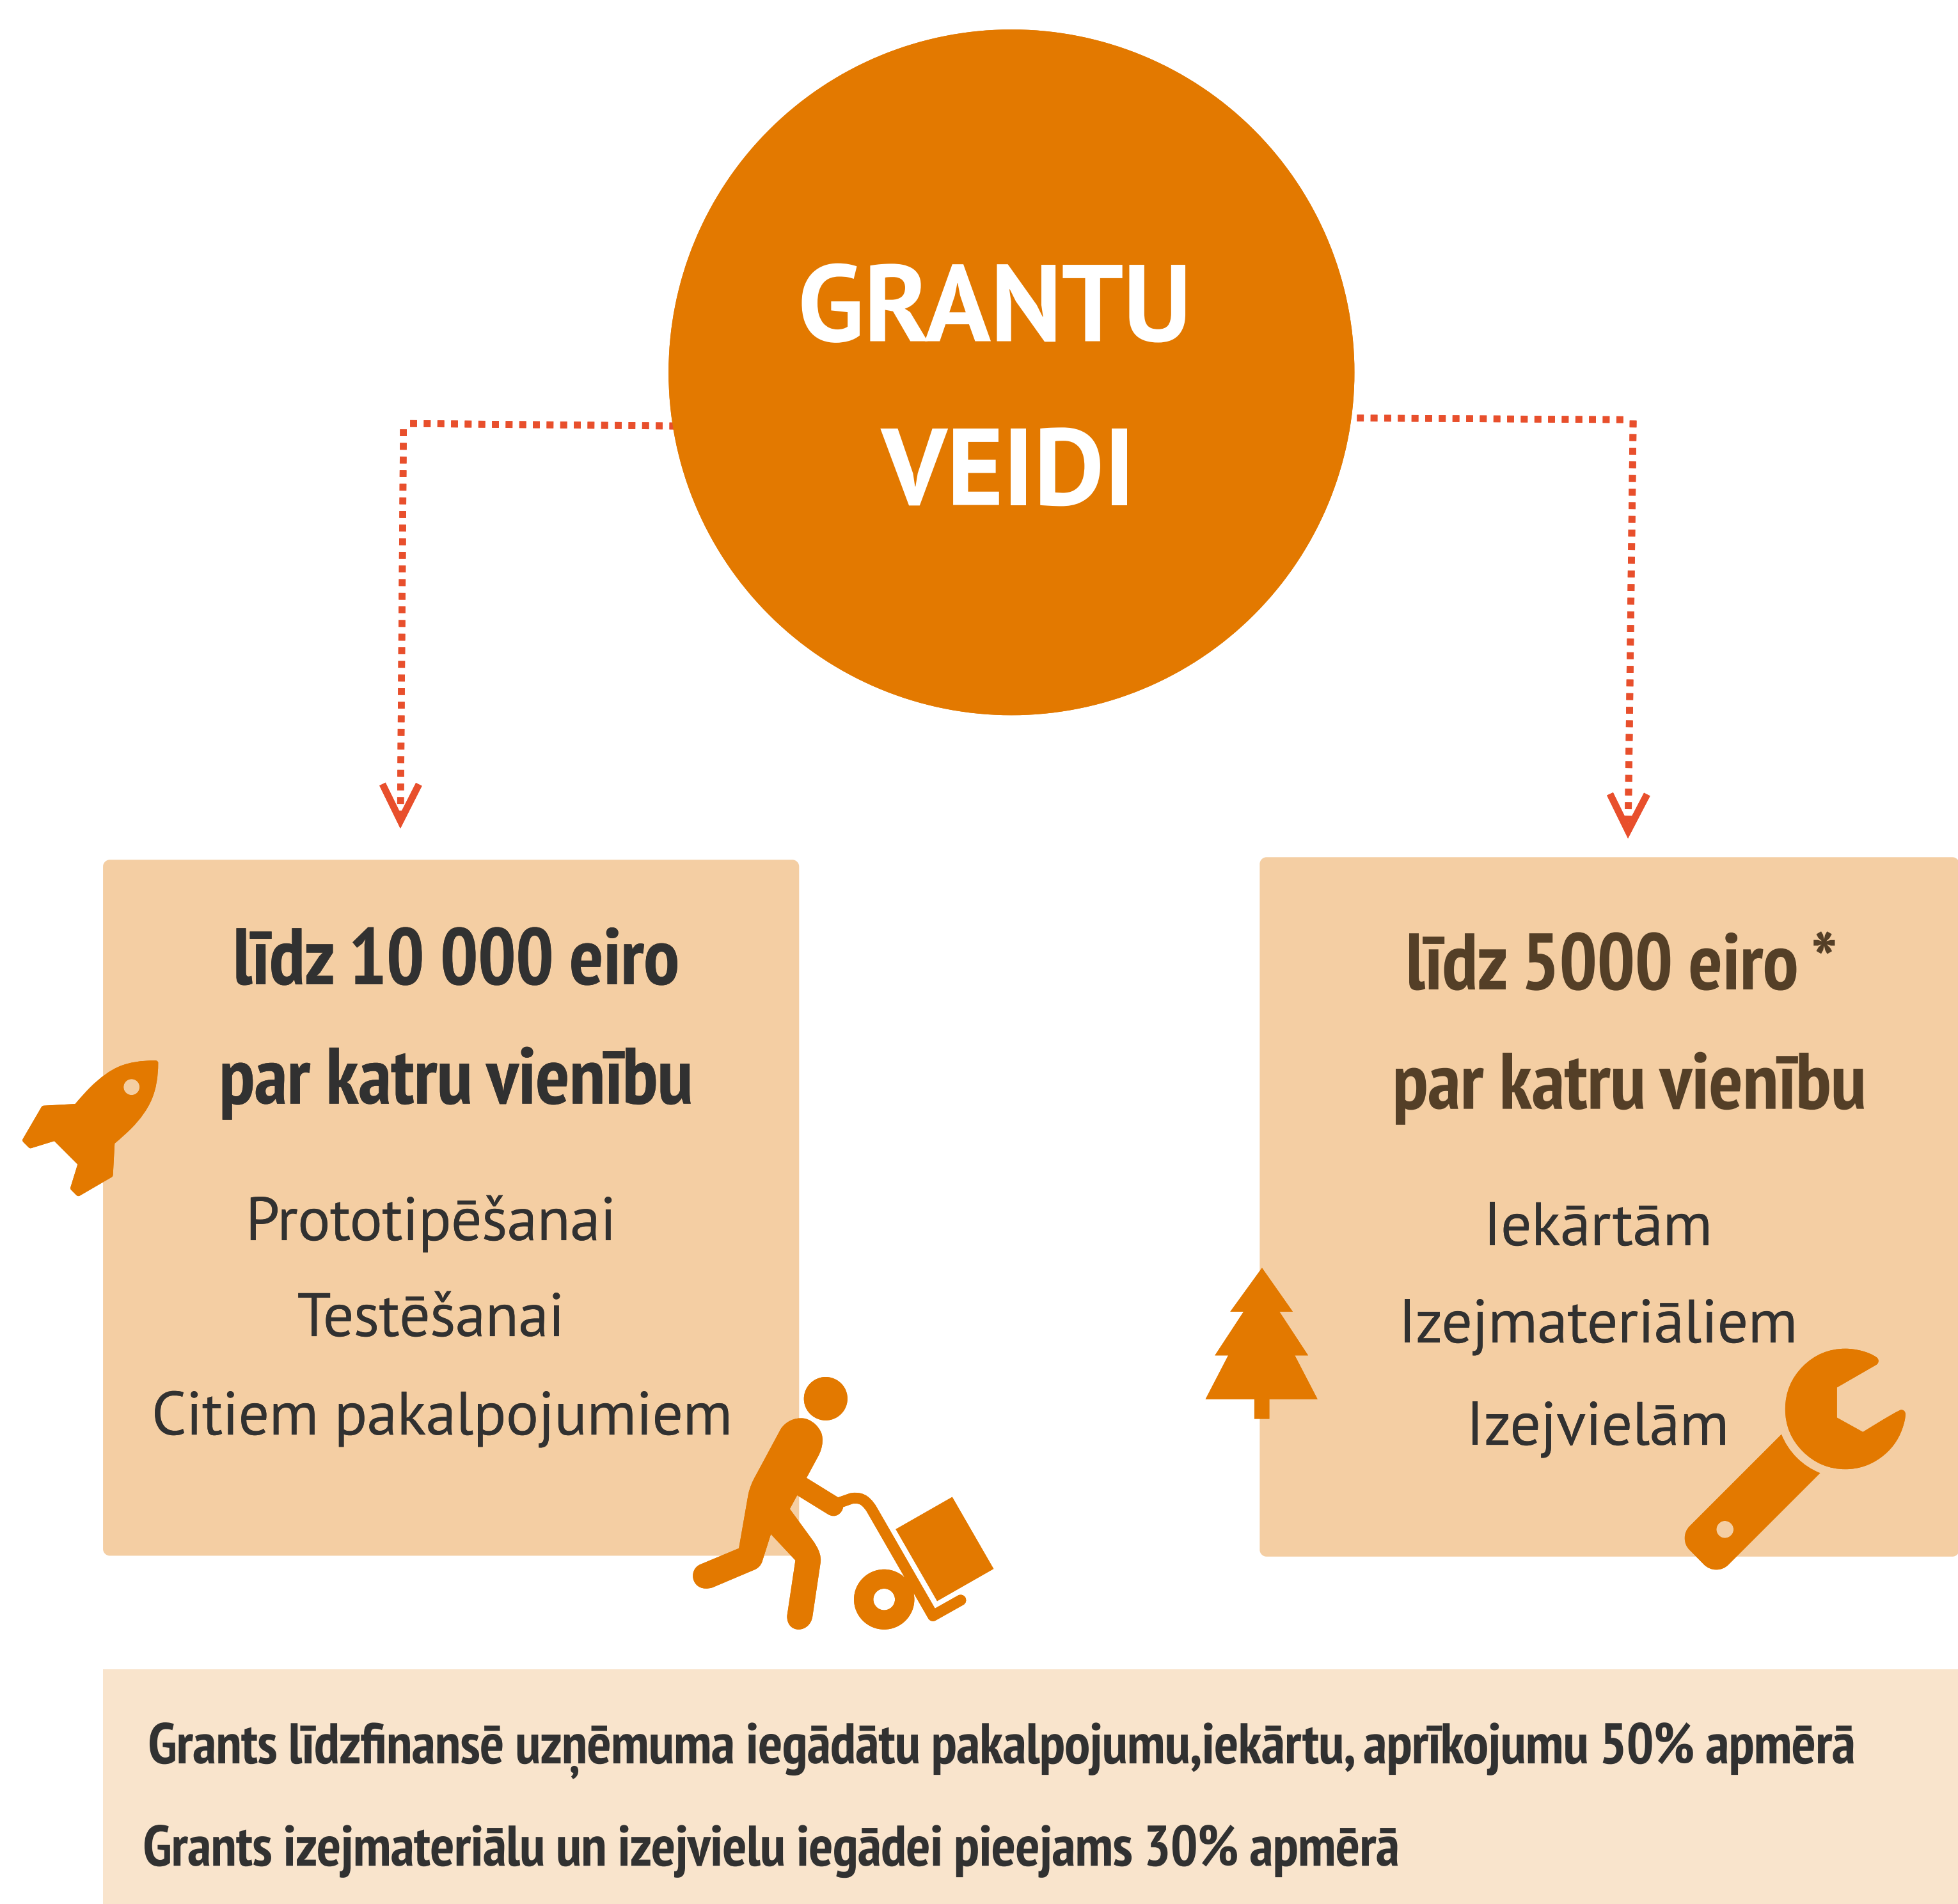 GRANTU
VEIDI
līdz 10 000 eiro
par katru vienību
Prototipēšanai
Testēšanai
Citiem pakalpojumiem
līdz 5000 eiro *
par katru vienību
Iekārtām
Izejmateriāliem
Izejvielām
Grants līdzfinansē uzņēmuma iegādātu pakalpojumu,iekārtu, aprīkojumu 50% apmērā
Grants izejmateriālu un izejvielu iegādei pieejams 30% apmērā